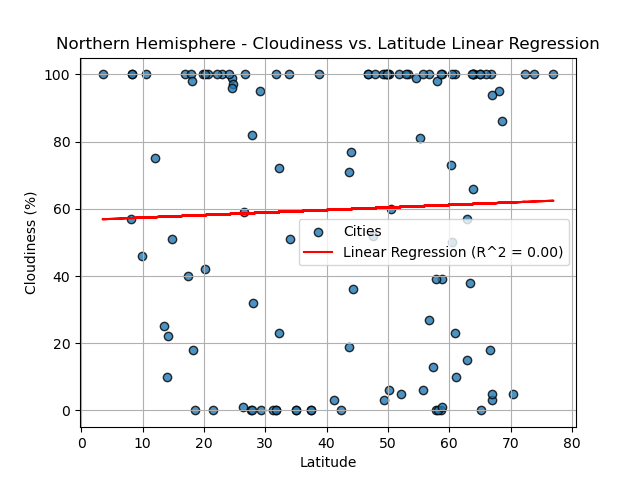 Northern Hemisphere - Cloudiness vs. Latitude Linear Regression
100
80
60
40
20
0
Cloudiness (%)
Cities
Linear Regression (R^2 = 0.00)
0 10 20 30 40 50 60 70 80
Latitude